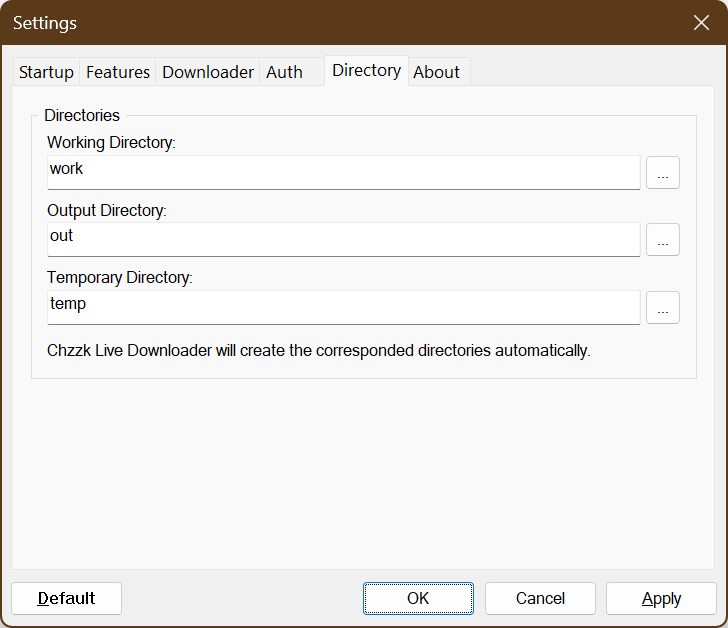 Settings
Startup Features Downloader Auth Directory About
Directories
Working Directory:
work
...
Output Directory:
out
...
Temporary Directory:
temp
...
Chzzk Live Downloader will create the corresponded directories automatically.
Default OK Cancel Apply